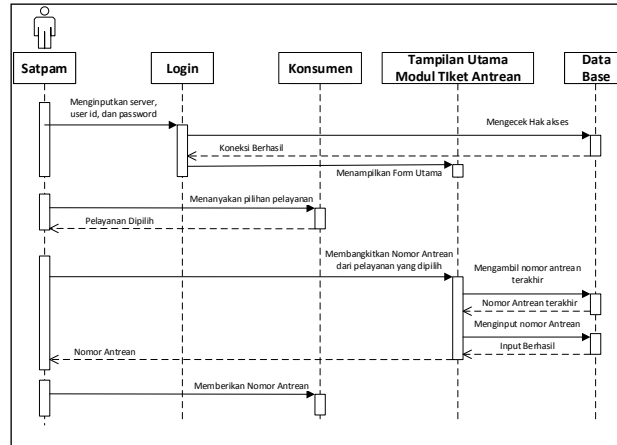 Satpam
Login
Konsumen
Tampilan Utama
Modul TIket Antrean
Data
Base
Menginputkan server,
user id, dan password
Mengecek Hak akses
Koneksi Berhasil
Menampilkan Form Utama
Menanyakan pilihan pelayanan
Pelayanan Dipilih
Membangkitkan Nomor Antrean
dari pelayanan yang dipilih
Mengambil nomor antrean
terakhir
Nomor Antrean terakhir
Menginput nomor Antrean
Input Berhasil
Nomor Antrean
Memberikan Nomor Antrean